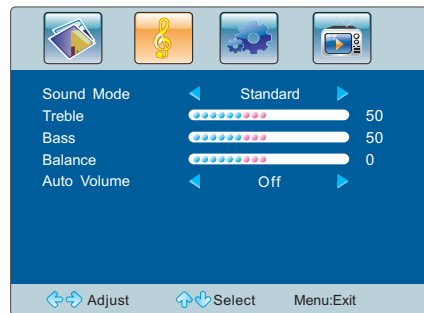 Sound Mode Standard
Treble 50
Bass 50
Balance 0
Auto Volume Off
Adjust Select Menu:Exit